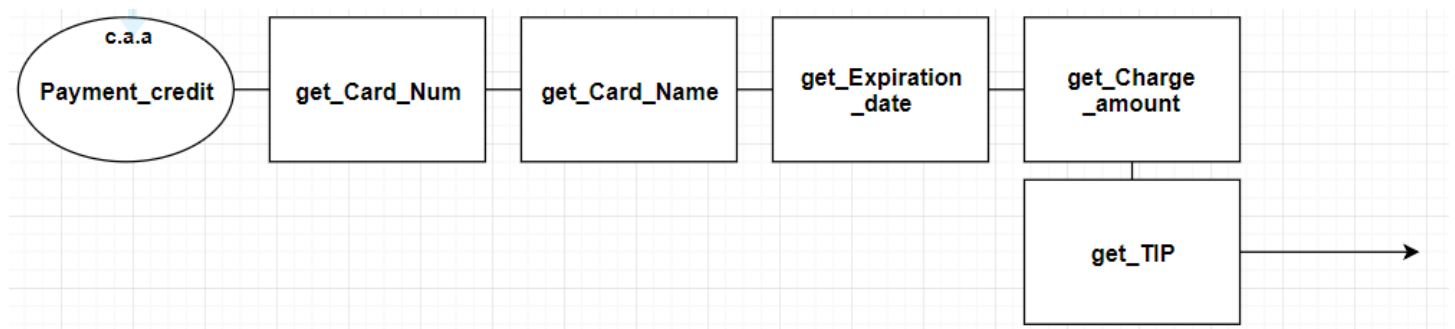 c.a.a
Payment_credit
get_Card_Num
get_Card_Name
get_Expiration
_date
get_Charge
_amount
get_TIP